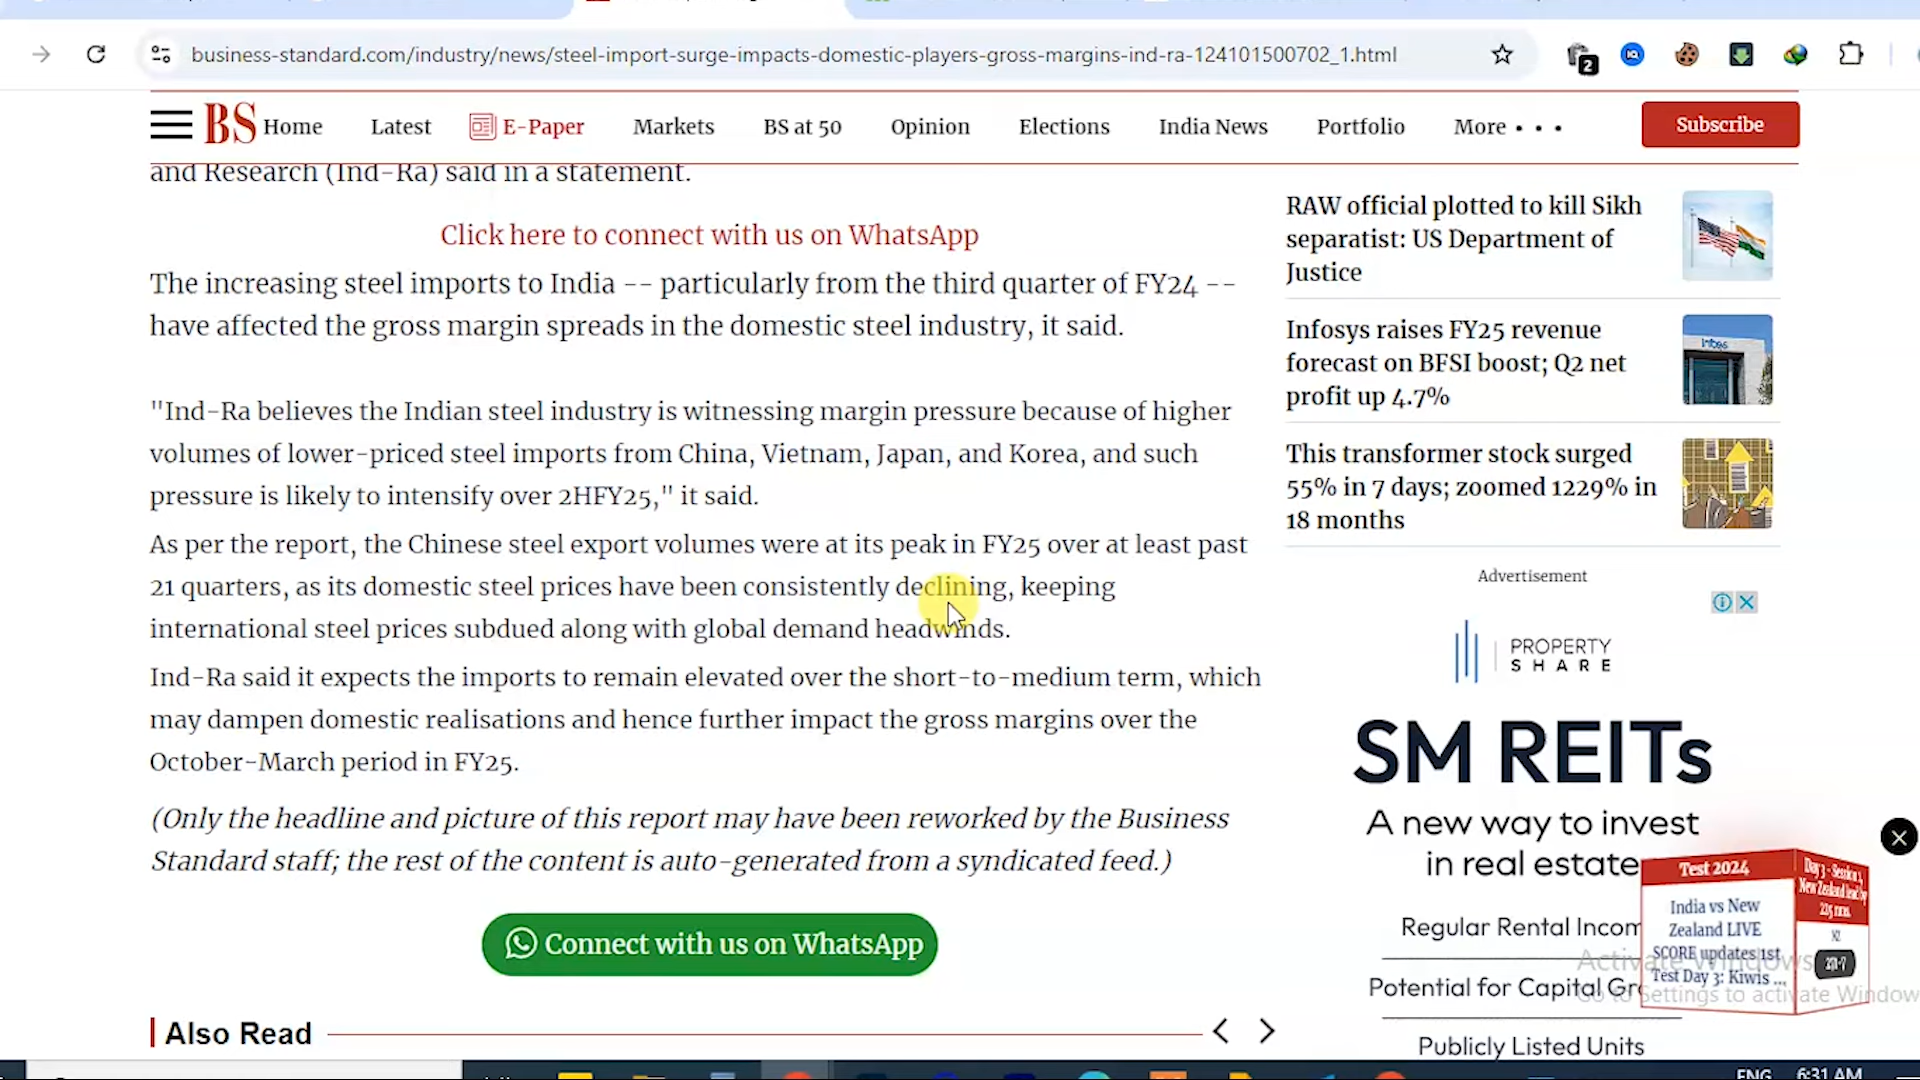 business-standard.com/industry/news/steel-import-surge-impacts-domestic-players-gross-margins-ind-ra-124101500702_1.html
2
BS Home Latest E-Paper Markets BS at 50 Opinion Elections India News Portfolio More • • •
Subscribe
and Research (Ind-Ra) said in a statement.
Click here to connect with us on WhatsApp
The increasing steel imports to India -- particularly from the third quarter of FY24 --
have affected the gross margin spreads in the domestic steel industry, it said.
"Ind-Ra believes the Indian steel industry is witnessing margin pressure because of higher
volumes of lower-priced steel imports from China, Vietnam, Japan, and Korea, and such
pressure is likely to intensify over 2HFY25," it said.
As per the report, the Chinese steel export volumes were at its peak in FY25 over at least past
21 quarters, as its domestic steel prices have been consistently declining, keeping
international steel prices subdued along with global demand headwinds.
Ind-Ra said it expects the imports to remain elevated over the short-to-medium term, which
may dampen domestic realisations and hence further impact the gross margins over the
October-March period in FY25.
(Only the headline and picture of this report may have been reworked by the Business
Standard staff; the rest of the content is auto-generated from a syndicated feed.)
Connect with us on WhatsApp
Also Read
RAW official plotted to kill Sikh
separatist: US Department of
Justice
Infosys raises FY25 revenue
forecast on BFSI boost; Q2 net
profit up 4.7%
This transformer stock surged
55% in 7 days; zoomed 1229% in
18 months
Advertisement
PROPERTY
SHARE
SM REITs
A new way to invest
in real estate
Regular Rental Incom
Potential for Capital Gr
Publicly Listed Units
Test 2024
India vs New
Zealand LIVE
SCORE updates 1st
Test Day 3: Kiwis ...
Day 3 - Session 1,
New Zealand lead by
NZ
Activate Windows
Go to Settings to activate Window
ENG 6:31 AM